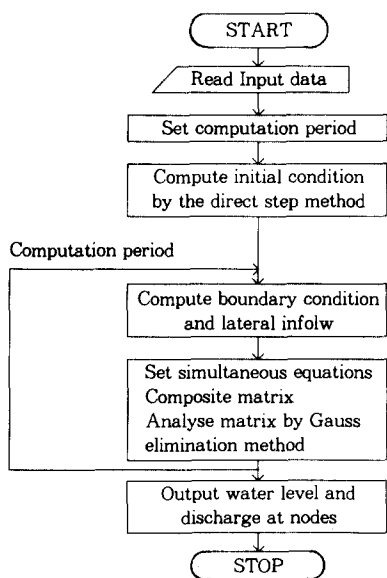 START
Read Input data
Set computation period
Compute initial condition
by the direct step method
Computation period
Compute boundary condition
and lateral infolw
Set simultaneous equations
Composite matrix
Analyse matrix by Gauss
elimination method
Output water level and
discharge at nodes
STOP